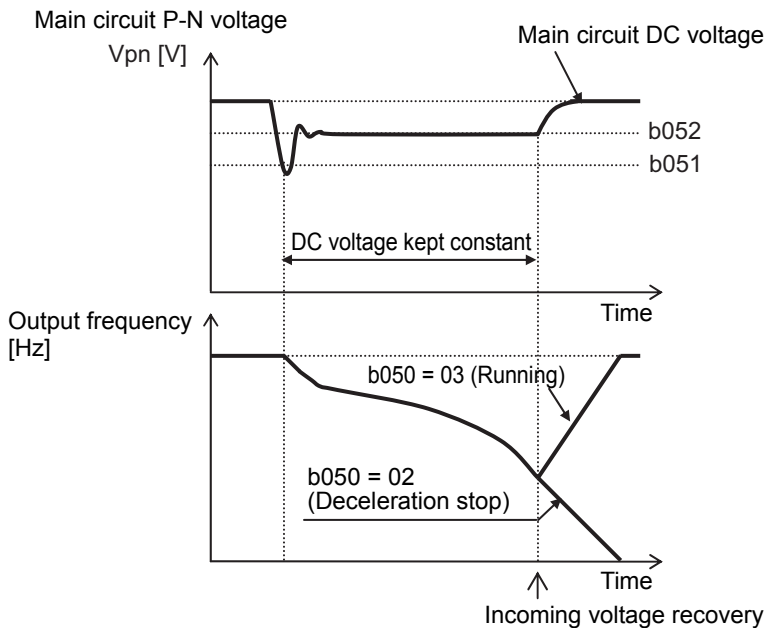 Main circuit P-N voltage
Vpn [V]
Main circuit DC voltage
b052
b051
DC voltage kept constant
Time
Output frequency
[Hz]
b050 = 03 (Running)
b050 = 02
(Deceleration stop)
Time
Incoming voltage recovery